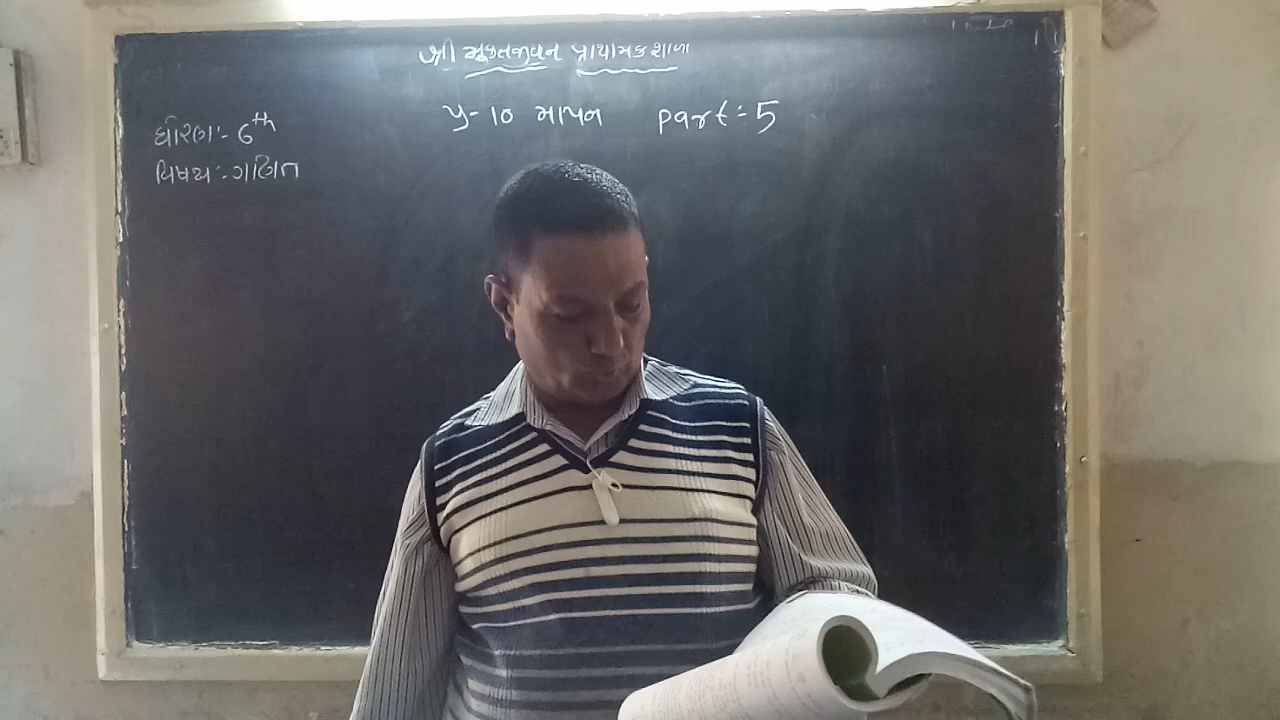 શ્રી મુક્તજીવન પ્રાથમિક શાળા
પ્ર-10 માપન part:-5
ધોરણ:- 6th
વિષય:- ગણિત